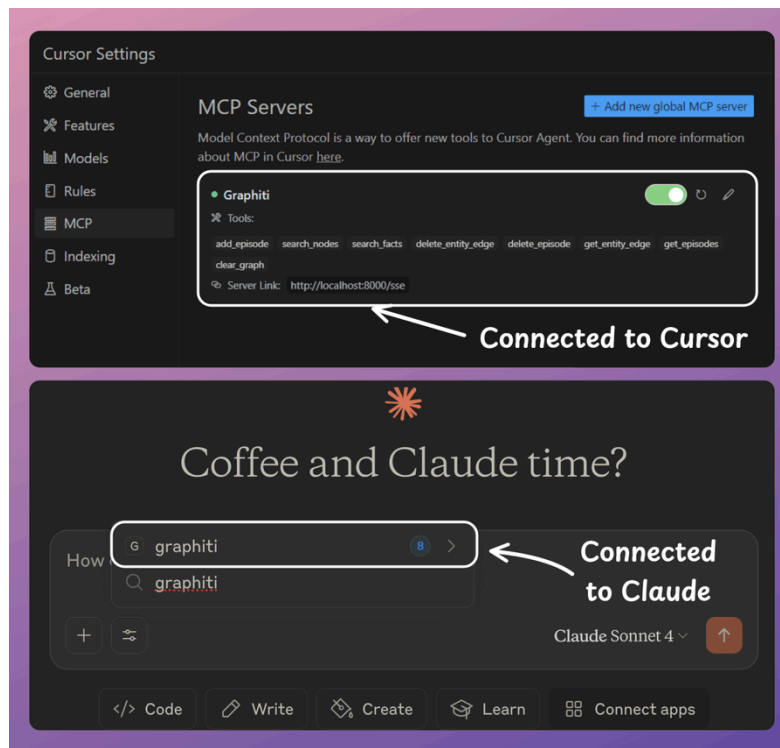 Cursor Settings
General
Features
Models
Rules
MCP
Indexing
Beta
MCP Servers
+ Add new global MCP server
Model Context Protocol is a way to offer new tools to Cursor Agent. You can find more information
about MCP in Cursor here.
Graphiti
Tools:
add_episode search_nodes search_facts delete_entity_edge delete_episode get_entity_edge get_episodes
clear_graph
Server Link: http://localhost:8000/sse
Connected to Cursor
Coffee and Claude time?
How
G graphiti 8
graphiti
Connected
to Claude
Claude Sonnet 4
</> Code
Write
Create
Learn
Connect apps